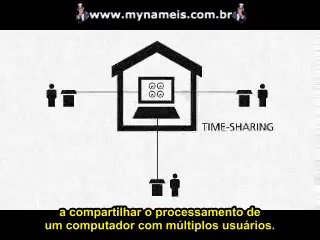 www.mynameis.com.br
TIME-SHARING
a compartilhar o processamento de
um computador com múltiplos usuários.